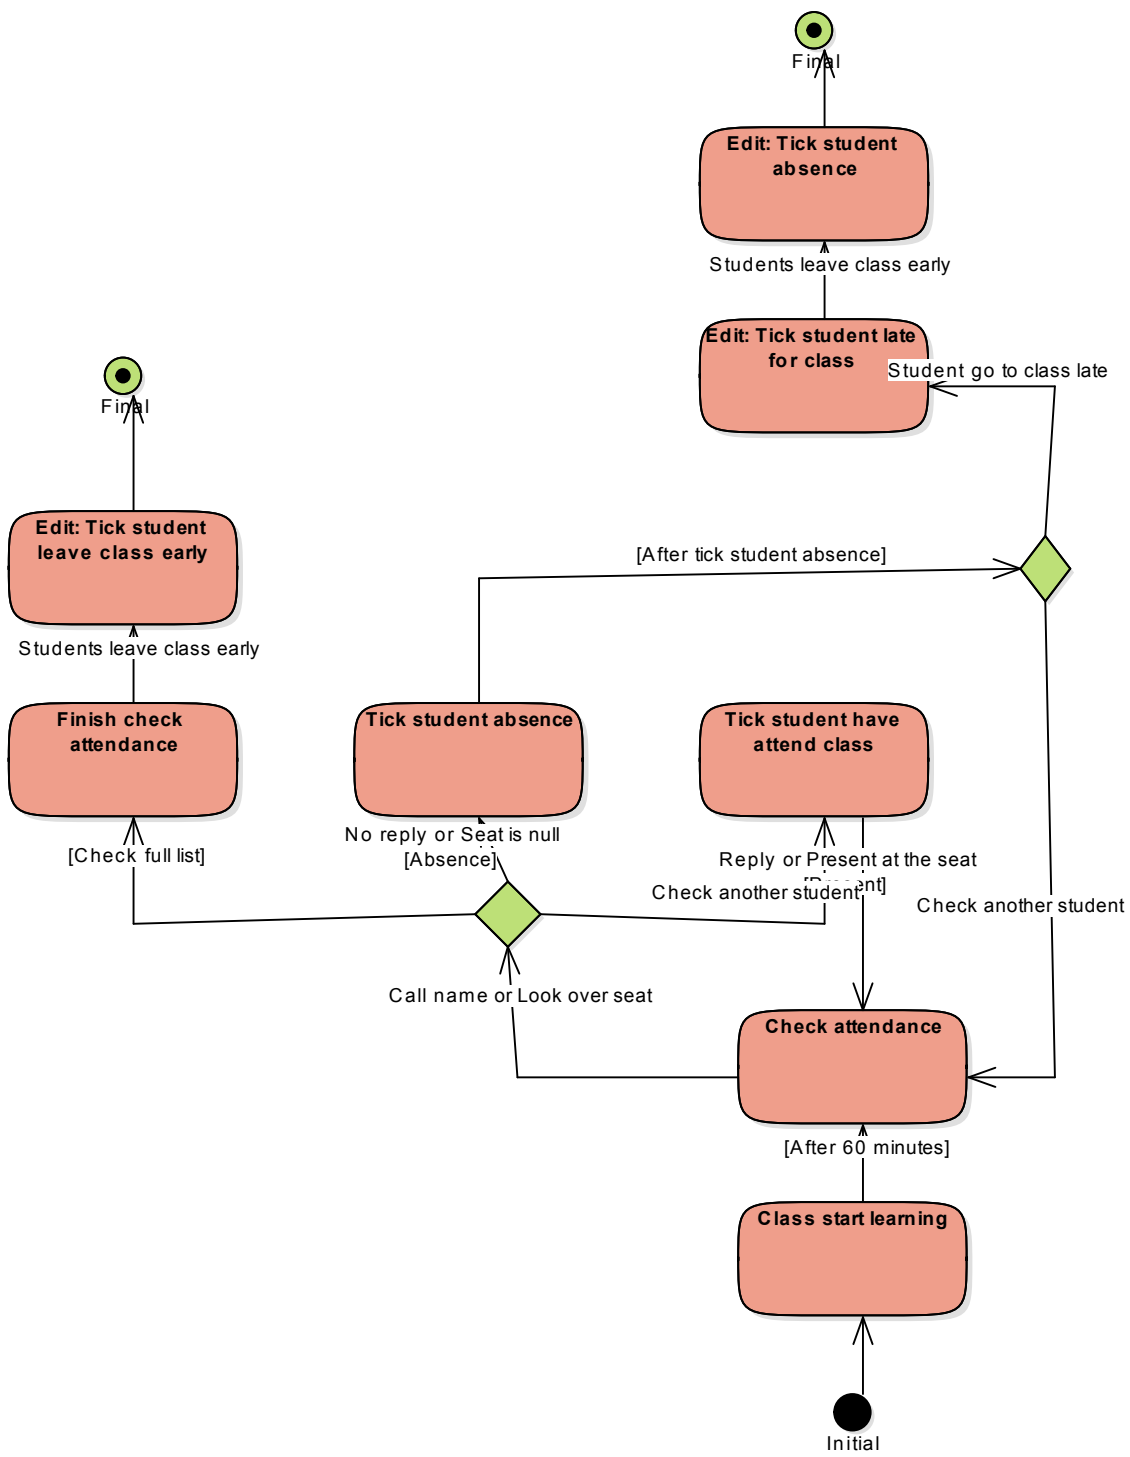 Final
Edit: Tick student
absence
Students leave class early
Edit: Tick student late
for class
Student go to class late
Final
Edit: Tick student
leave class early
[After tick student absence]
Students leave class early
Finish check
attendance
Tick student absence
Tick student have
attend class
No reply or Seat is null
[Absence]
[Check full list]
Reply or Present at the seat
[Present]
Check another student
Check another student
Call name or Look over seat
Check attendance
[After 60 minutes]
Class start learning
Initial